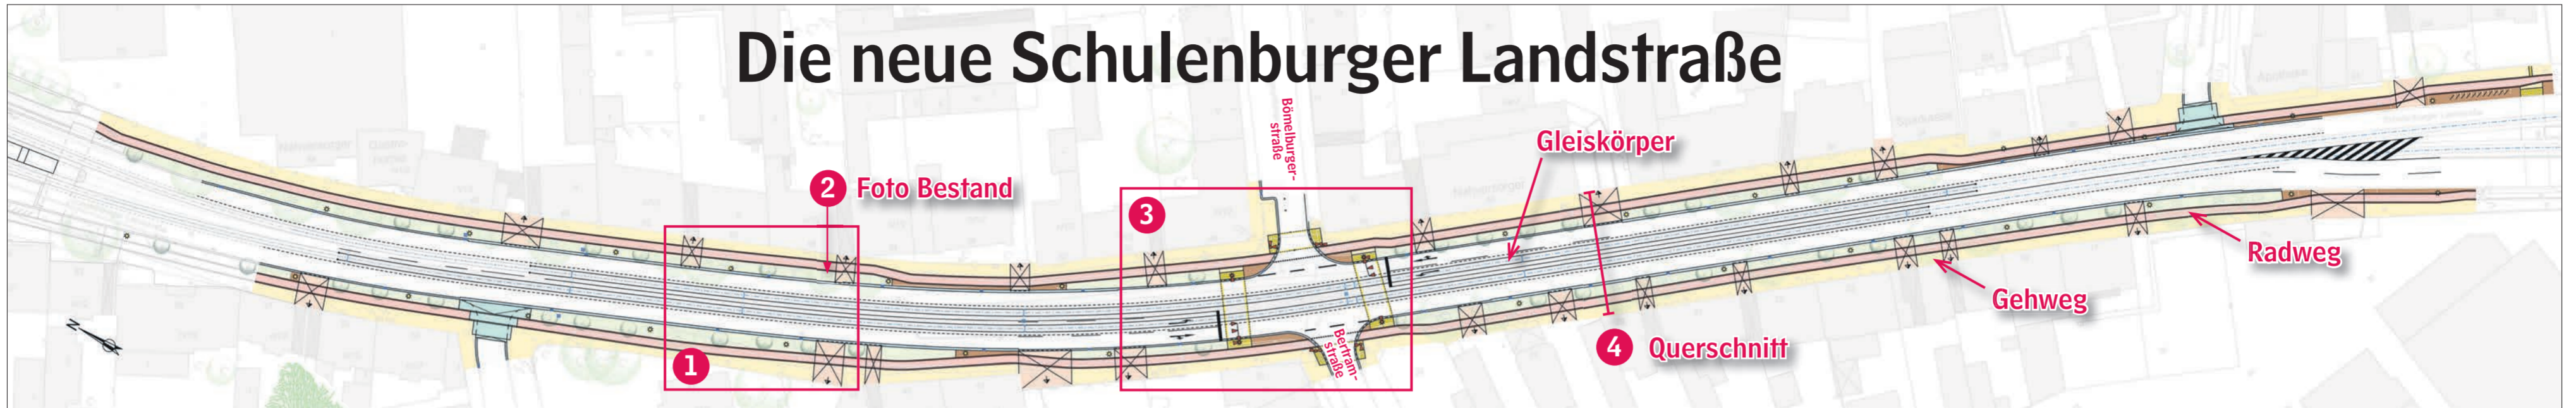 Die neue Schulenburger Landstraße
Bömelburger-
straße
Gleiskörper
2 Foto Bestand
3
Radweg
Gehweg
4 Querschnitt
1
Bertram-
straße
N